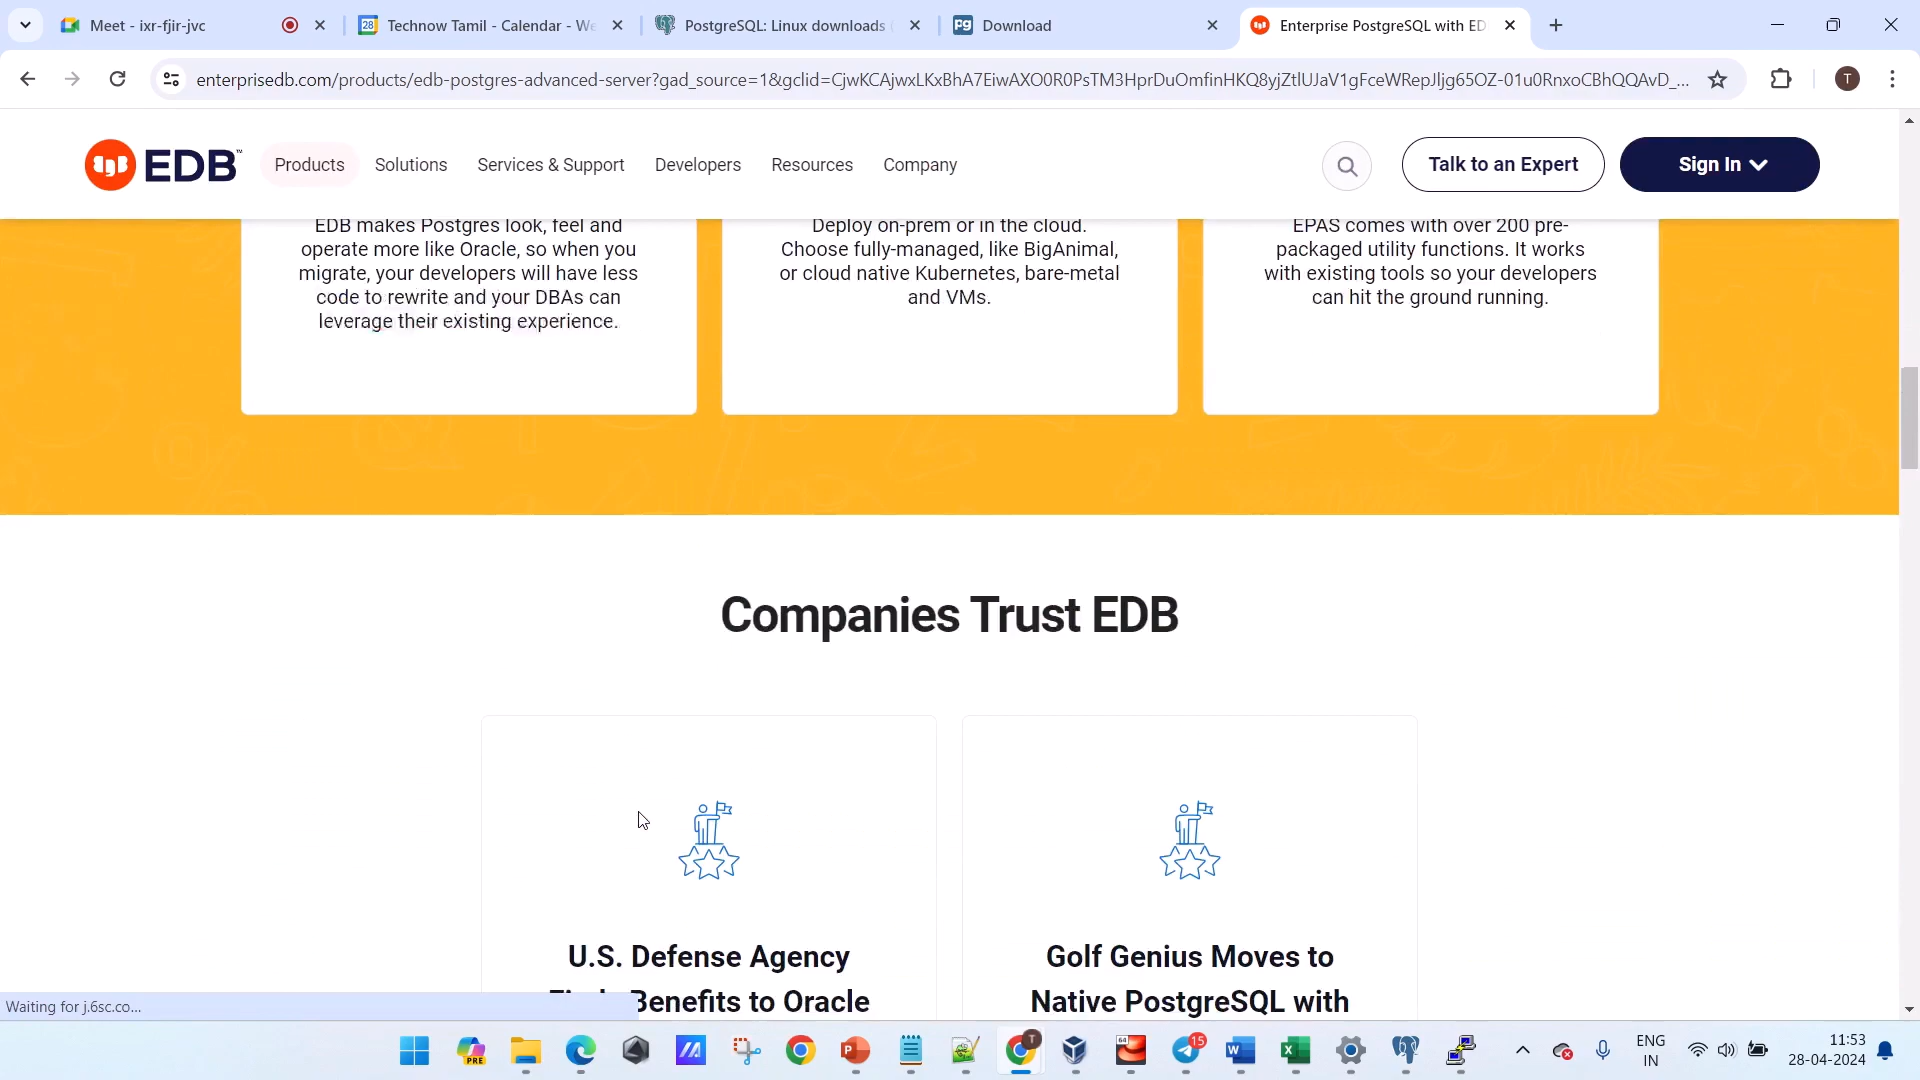 Meet - ixr-fjir-jvc
Technow Tamil - Calendar - We
PostgreSQL: Linux downloads (
Download
Enterprise PostgreSQL with ED
enterprisedb.com/products/edb-postgres-advanced-server?gad_source=1&gclid=CjwKCAjwxLKxBhA7EiwAXO0R0PsTM3HprDuOmfinHKQ8yjZtlUJaV1gFceWRepJljg65OZ-01u0RnxoCBhQQAvD_...
T
EDB™
Products
Solutions
Services & Support
Developers
Resources
Company
Talk to an Expert
Sign In
EDB makes Postgres look, feel and
operate more like Oracle, so when you
migrate, your developers will have less
code to rewrite and your DBAs can
leverage their existing experience.
Deploy on-prem or in the cloud.
Choose fully-managed, like BigAnimal,
or cloud native Kubernetes, bare-metal
and VMs.
EPAS comes with over 200 pre-
packaged utility functions. It works
with existing tools so your developers
can hit the ground running.
Companies Trust EDB
U.S. Defense Agency
Benefits to Oracle
Golf Genius Moves to
Native PostgreSQL with
Waiting for j.6sc.co...
PRE
T
64
15
ENG
IN
11:53
28-04-2024